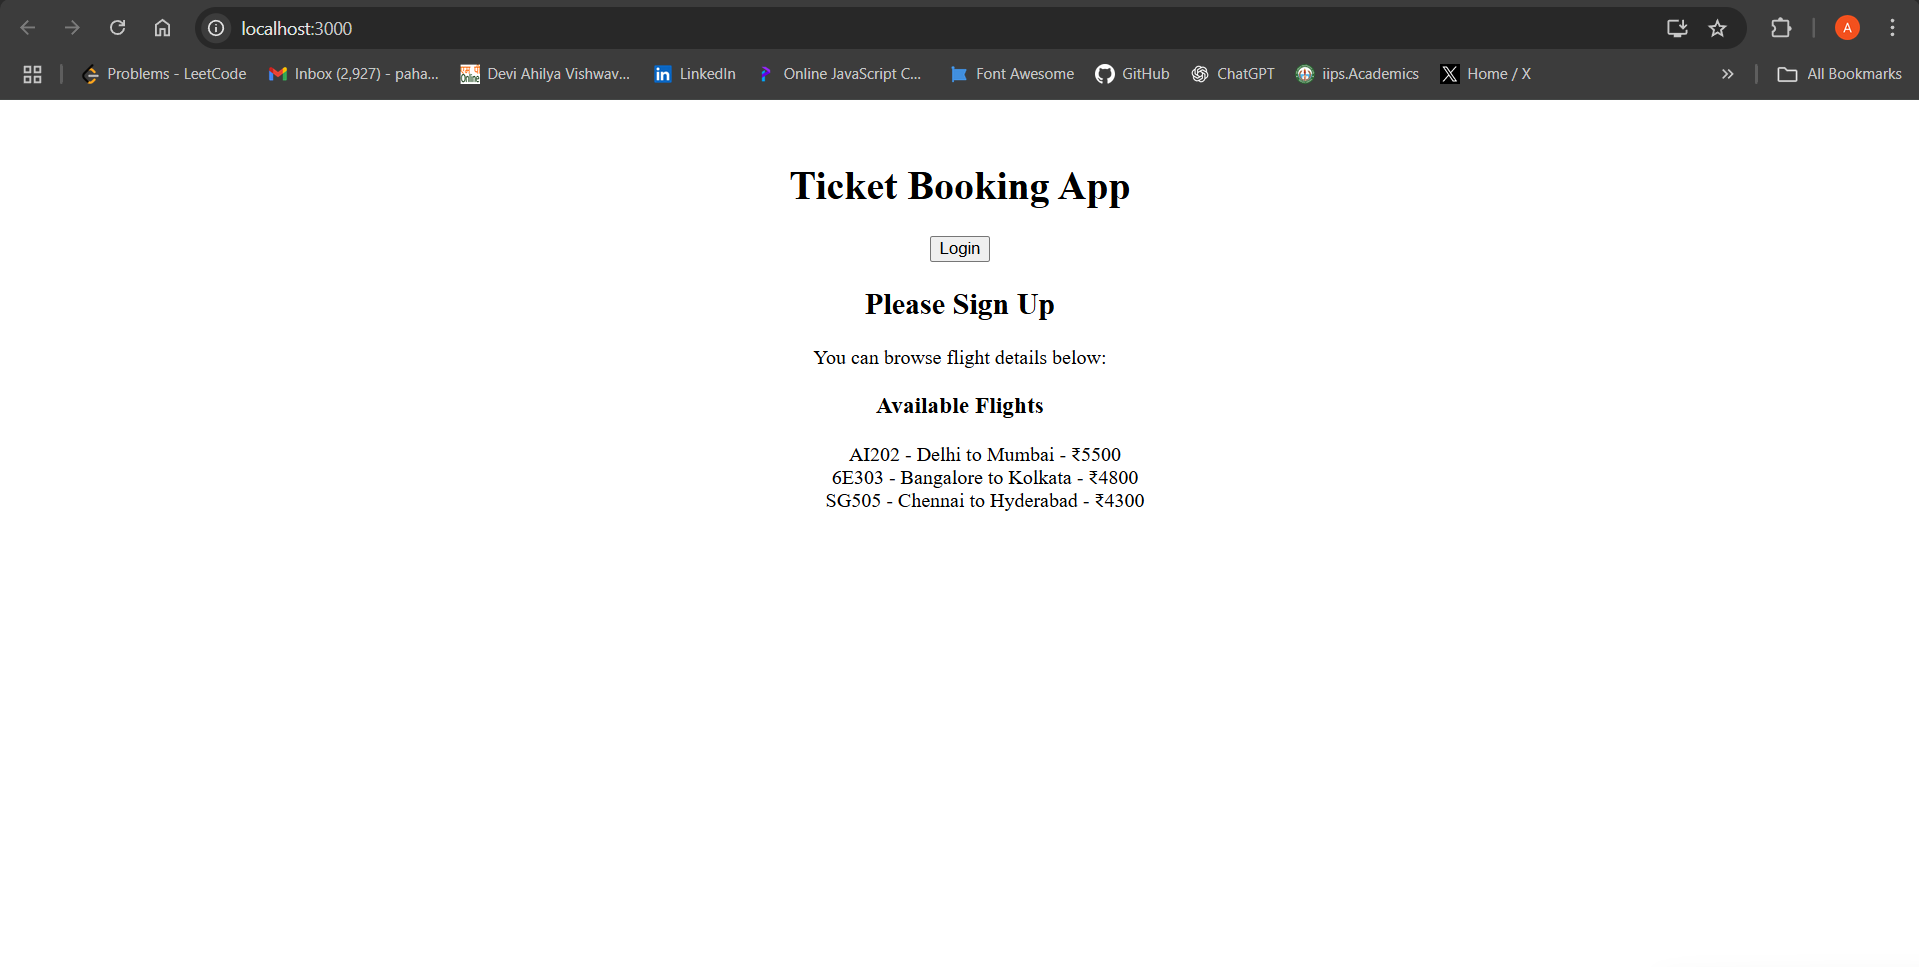 localhost:3000
Problems - LeetCode Inbox (2,927) - paha... Devi Ahilya Vishwav... LinkedIn Online JavaScript C... Font Awesome GitHub ChatGPT iips.Academics Home / X » All Bookmarks
A
Ticket Booking App
Login
Please Sign Up
You can browse flight details below:
Available Flights
AI202 - Delhi to Mumbai - ₹5500
6E303 - Bangalore to Kolkata - ₹4800
SG505 - Chennai to Hyderabad - ₹4300